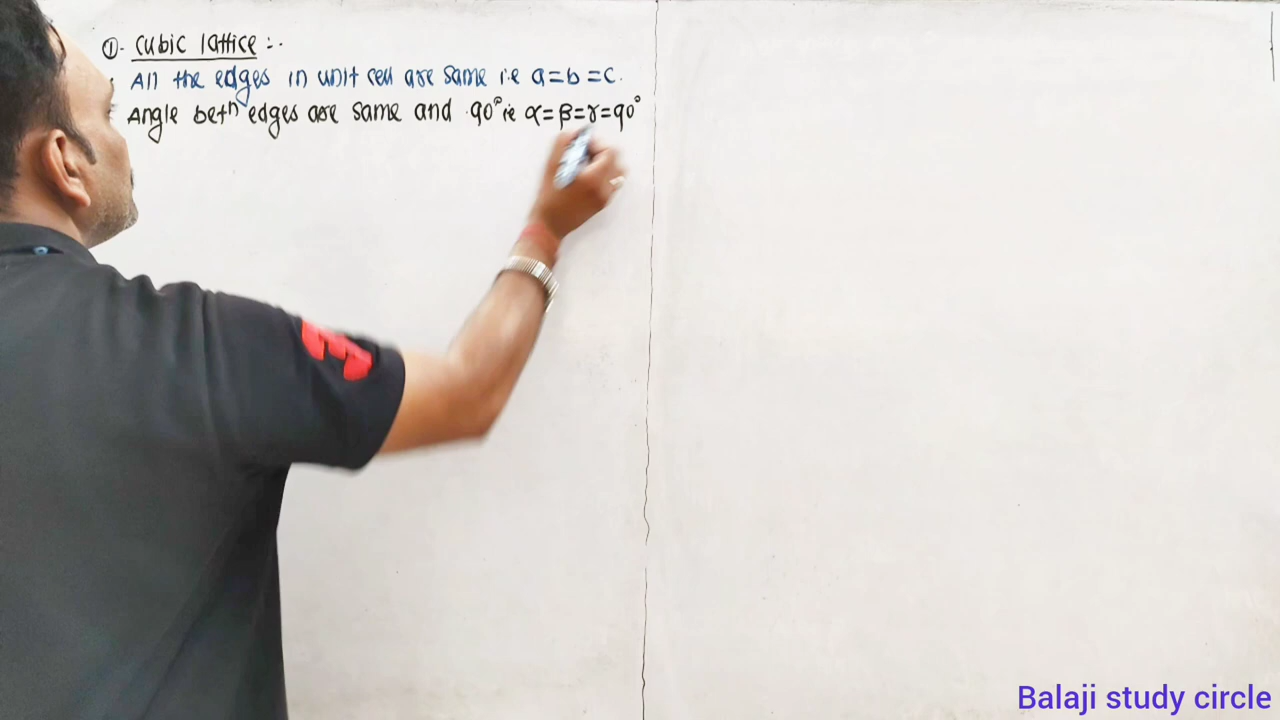 ①- Cubic lattice :-
All the edges in unit cell are same i.e a=b=c.
Angle betn edges are same and 90° ie α=β=γ=90°
Balaji study circle